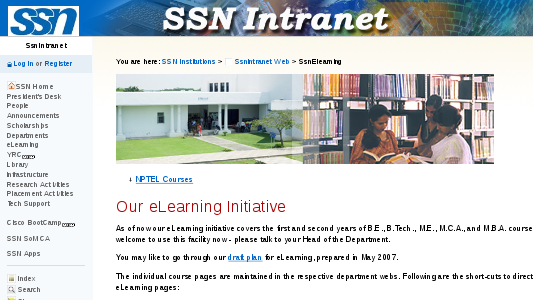 ssn
SSN Intranet
SsnIntranet
You are here: SSN Institutions > SsnIntranet Web > SsnElearning
Log In or Register
SSN Home
President's Desk
People
Announcements
Scholarships
Departments
eLearning
YRC
Library
Infrastructure
Research Activities
Placement Activities
Tech Support
Cisco BootCamp
SSN SoMCA
SSN Apps
Index
Search
↓ NPTEL Courses
Our eLearning Initiative
As of now our eLearning initiative covers the first and second years of B.E., B.Tech., M.E., M.C.A., and M.B.A. course
welcome to use this facility now - please talk to your Head of the Department.
You may like to go through our draft plan for eLearning, prepared in May 2007.
The individual course pages are maintained in the respective department webs. Following are the short-cuts to direct
eLearning pages: